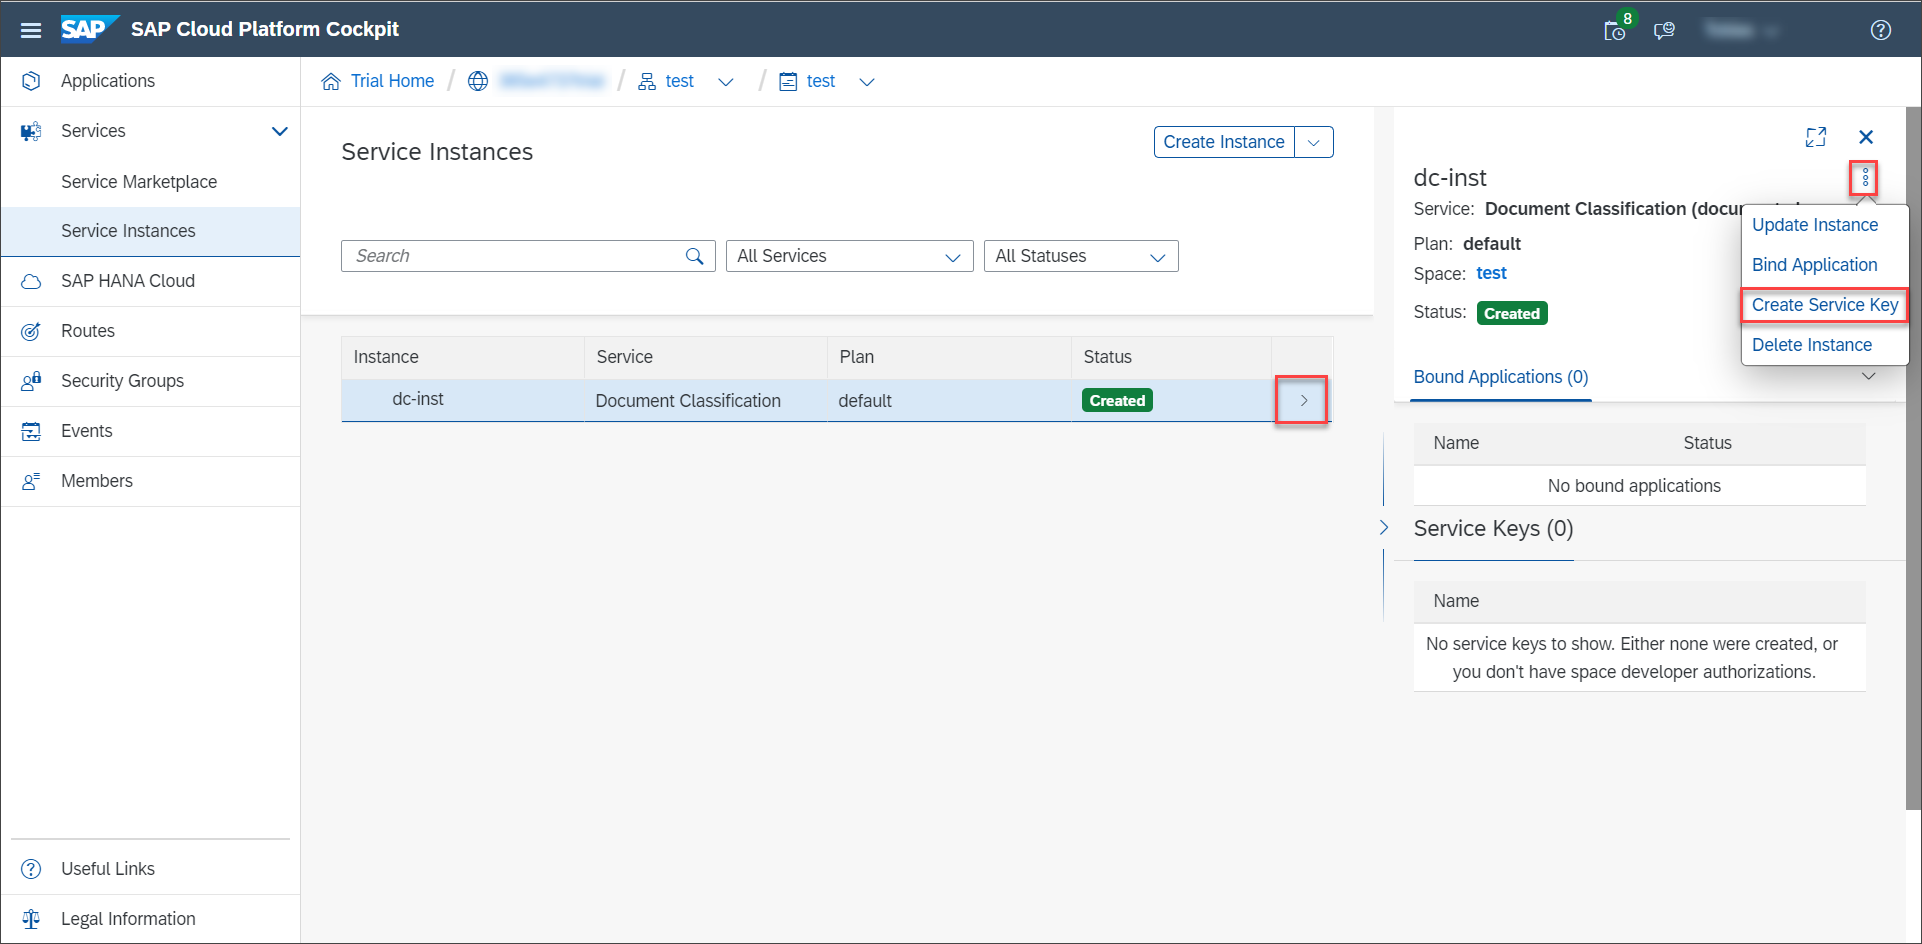 SAP SAP Cloud Platform Cockpit
8
Applications
Services
Service Marketplace
Service Instances
SAP HANA Cloud
Routes
Security Groups
Events
Members
Useful Links
Legal Information
Trial Home / / test / test
Service Instances
Create Instance
Search
All Services
All Statuses
Instance Service Plan Status
dc-inst Document Classification default Created
dc-inst
Service: Document Classification
Plan: default
Space: test
Status: Created
Update Instance
Bind Application
Create Service Key
Delete Instance
Bound Applications (0)
Name Status
No bound applications
Service Keys (0)
Name
No service keys to show. Either none were created, or
you don't have space developer authorizations.